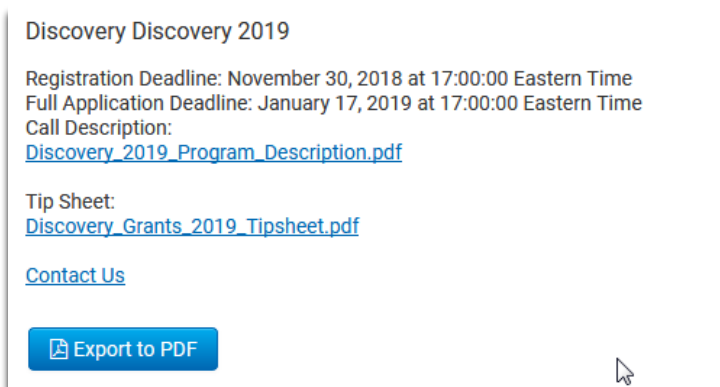 Discovery Discovery 2019
Registration Deadline: November 30, 2018 at 17:00:00 Eastern Time
Full Application Deadline: January 17, 2019 at 17:00:00 Eastern Time
Call Description:
Discovery_2019_Program_Description.pdf
Tip Sheet:
Discovery_Grants_2019_Tipsheet.pdf
Contact Us
Export to PDF